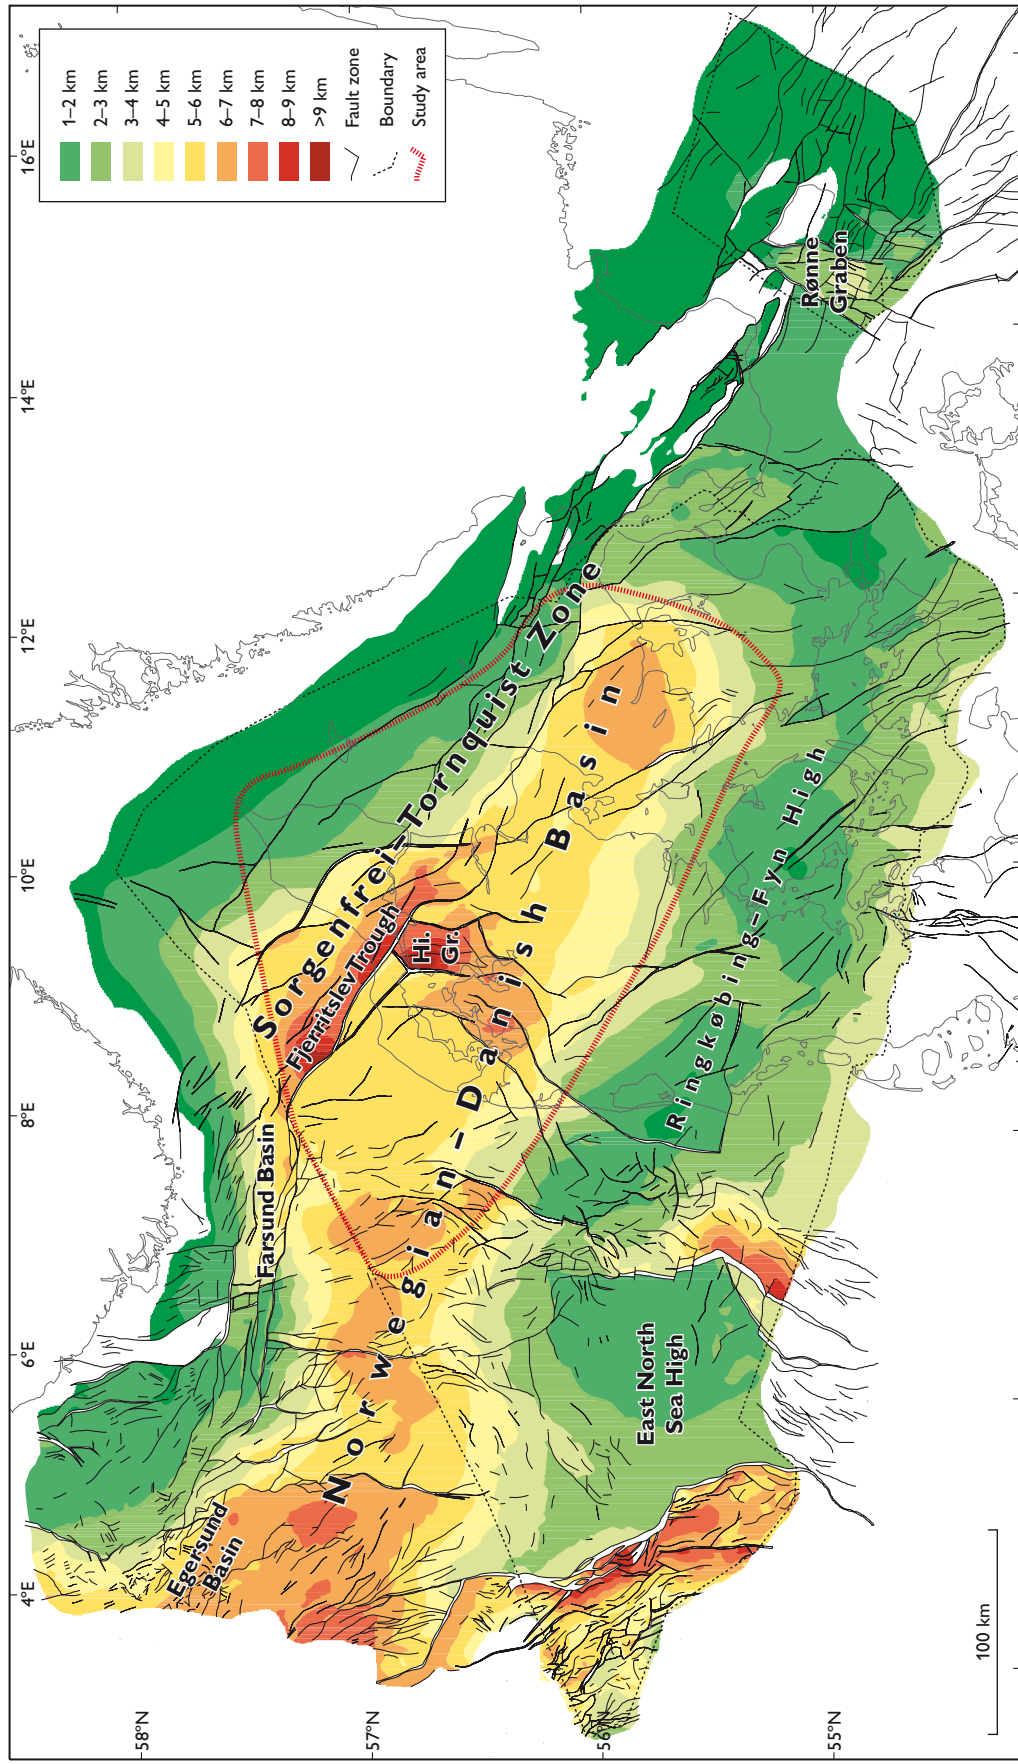 1–2 km
2–3 km
3–4 km
4–5 km
5–6 km
6–7 km
7–8 km
8–9 km
>9 km
Fault zone
Boundary
Study area
4°E
6°E
8°E
10°E
12°E
14°E
16°E
58°N
57°N
56°N
55°N
Egersund
Basin
Farsund Basin
Norwegian–Danish Basin
Sorgenfrei–Tornquist Zone
Fjerritslev Trough
Hi.
Gr.
East North
Sea High
Ringkøbing–Fyn High
Rønne
Graben
100 km